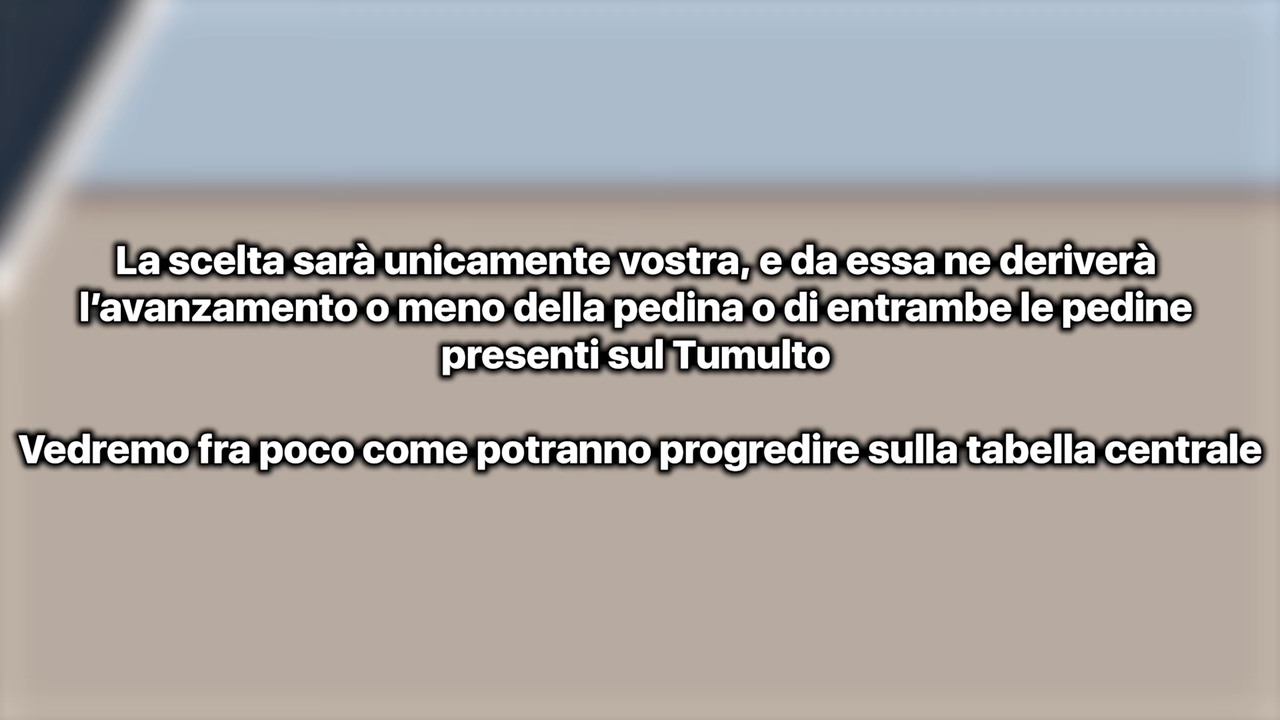 La scelta sarà unicamente vostra, e da essa ne deriverà
l’avanzamento o meno della pedina o di entrambe le pedine
presenti sul Tumulto
Vedremo fra poco come potranno progredire sulla tabella centrale